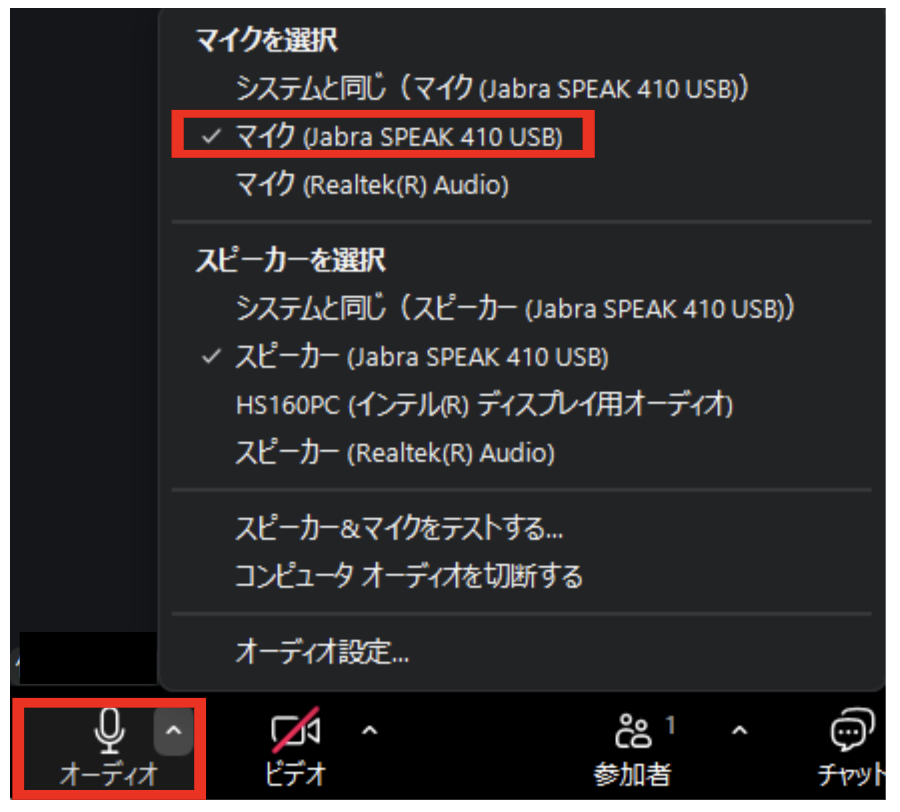 マイクを選択
システムと同じ（マイク (Jabra SPEAK 410 USB)）
マイク (Jabra SPEAK 410 USB)
マイク (Realtek(R) Audio)
スピーカーを選択
システムと同じ（スピーカー (Jabra SPEAK 410 USB)）
スピーカー (Jabra SPEAK 410 USB)
HS160PC (インテル(R) ディスプレイ用オーディオ)
スピーカー (Realtek(R) Audio)
スピーカー&マイクをテストする...
コンピュータ オーディオを切断する
オーディオ設定...
1
オーディオ ビデオ 参加者 チャット